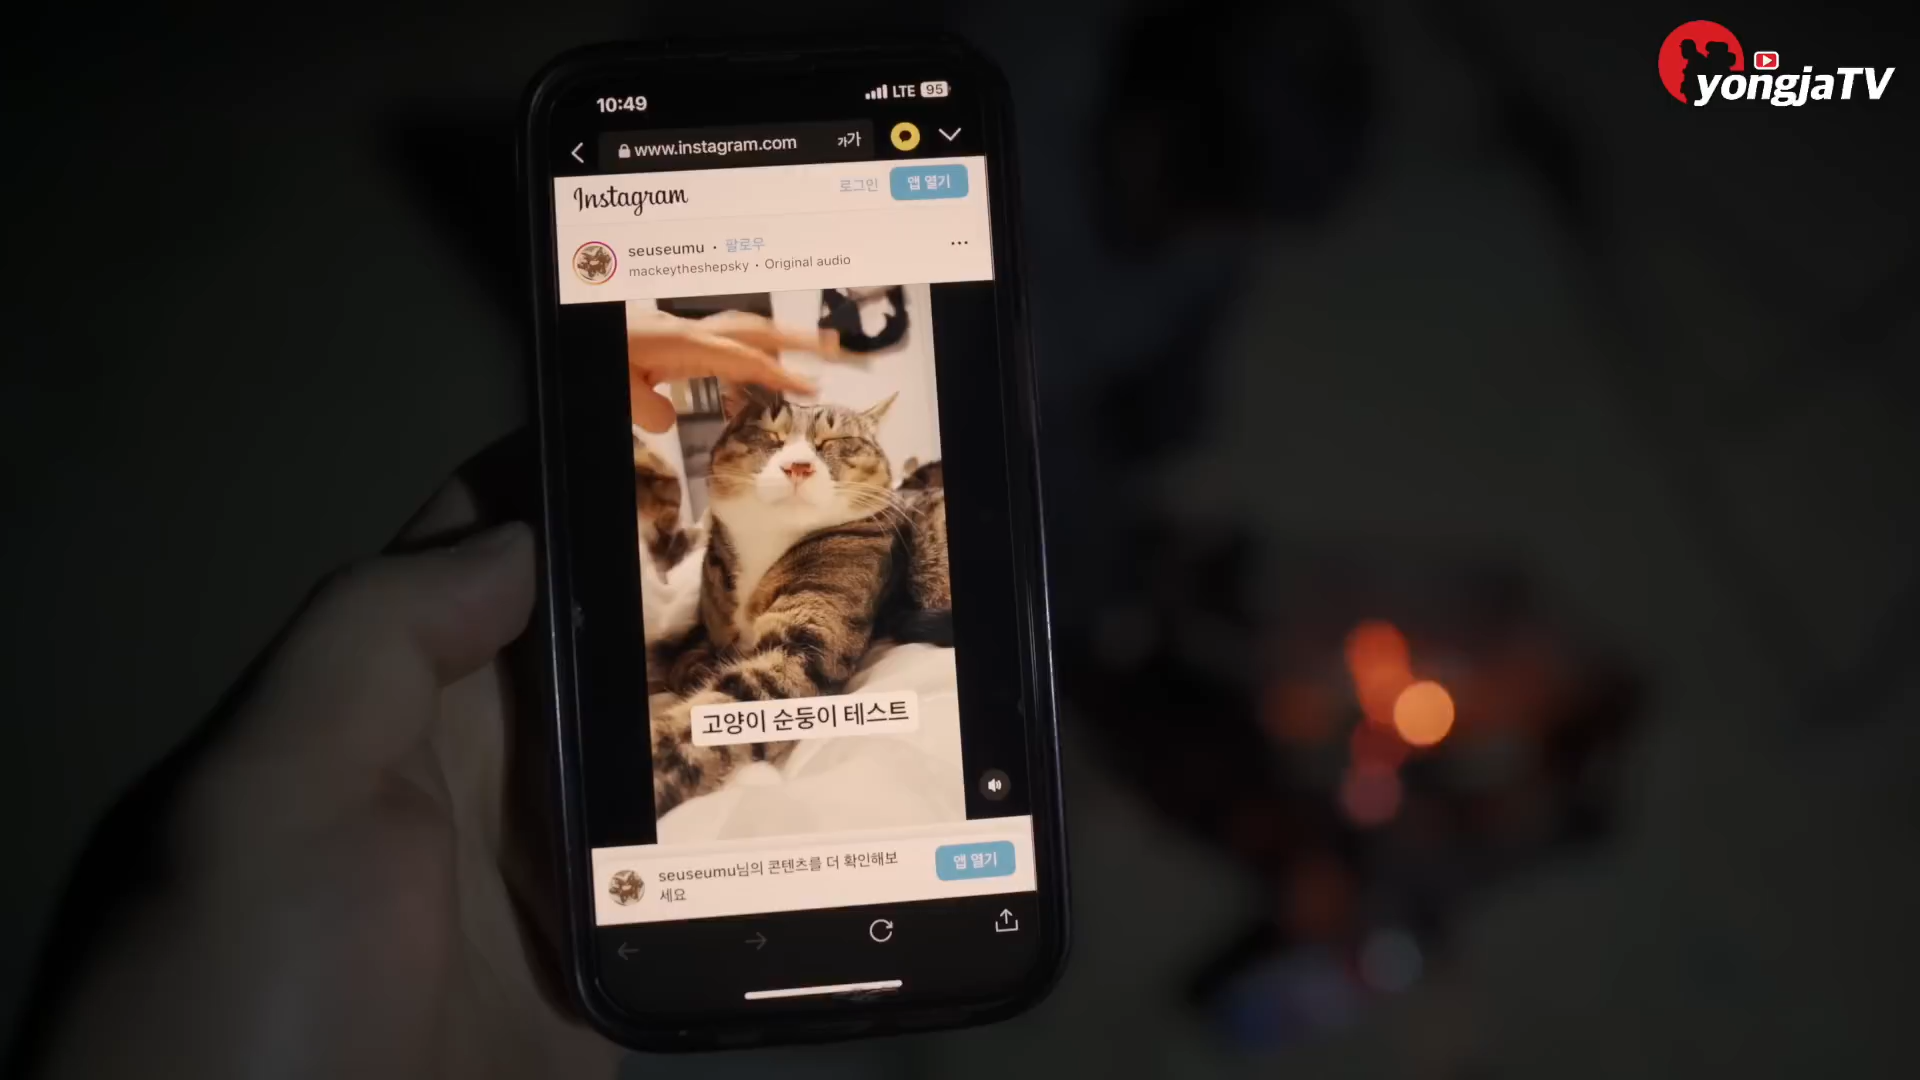 yongjaTV
10:49
LTE 95
www.instagram.com 가가
Instagram
로그인
앱 열기
seuseumu • 팔로우
mackeytheshepsky • Original audio
고양이 순둥이 테스트
seuseumu님의 콘텐츠를 더 확인해보
세요
앱 열기